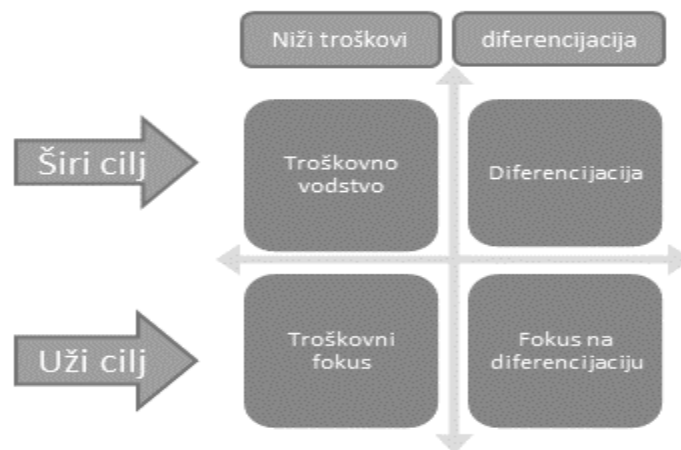 Niži troškovi
diferencijacija
Širi cilj
Troškovno
vodstvo
Diferencijacija
Uži cilj
Troškovni
fokus
Fokus na
diferencijaciju